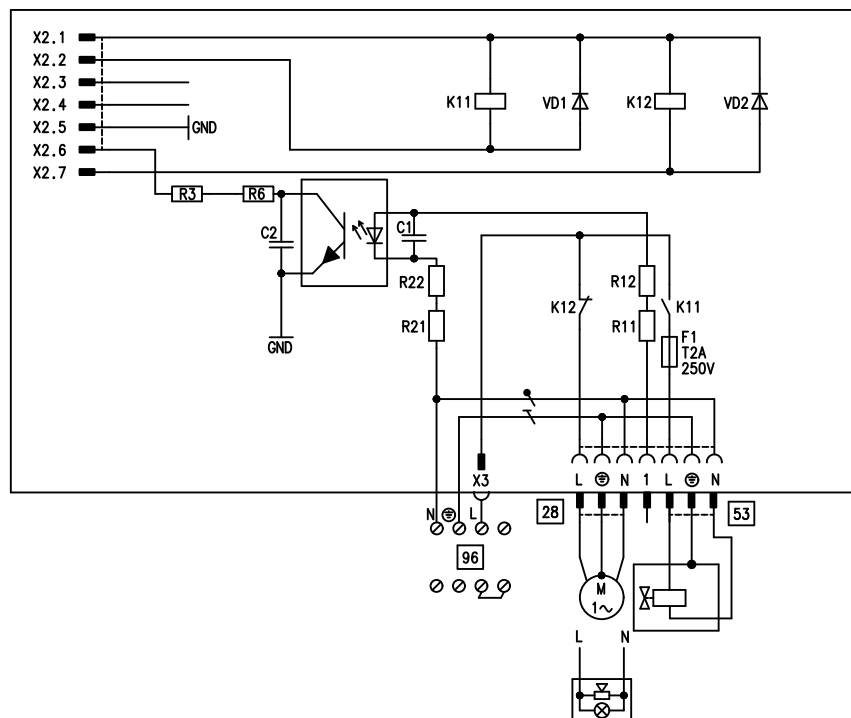 X2.1
X2.2
X2.3
X2.4
X2.5
X2.6
X2.7
GND
K11
VD1
K12
VD2
R3
R6
C2
C1
GND
R22
R21
K12
R12
R11
K11
F1
T2A
250V
X3
L
N
1
L
N
N
L
28
53
96
M
1~
L
N